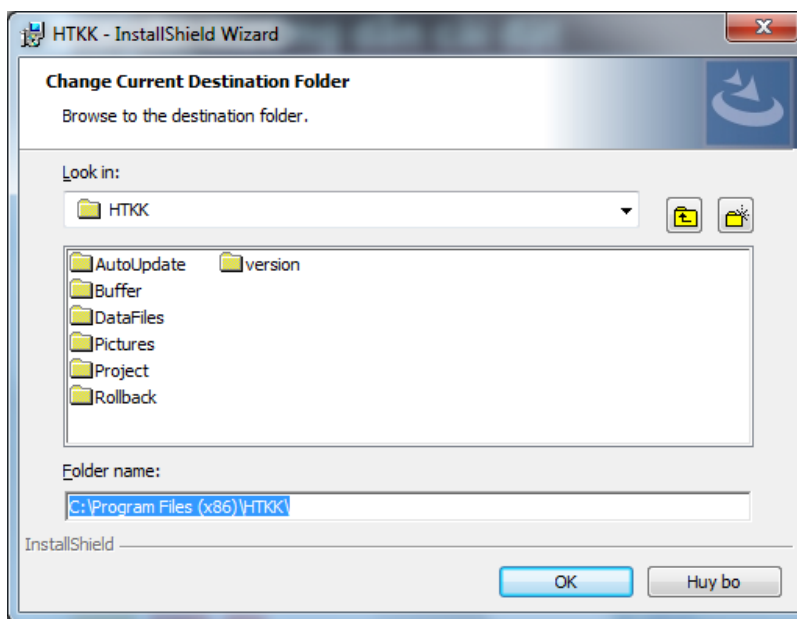 HTKK - InstallShield Wizard
Change Current Destination Folder
Browse to the destination folder.
Look in:
HTKK
AutoUpdate version
Buffer
DataFiles
Pictures
Project
Rollback
Folder name:
C:\Program Files (x86)\HTKK\
InstallShield
OK Huy bo